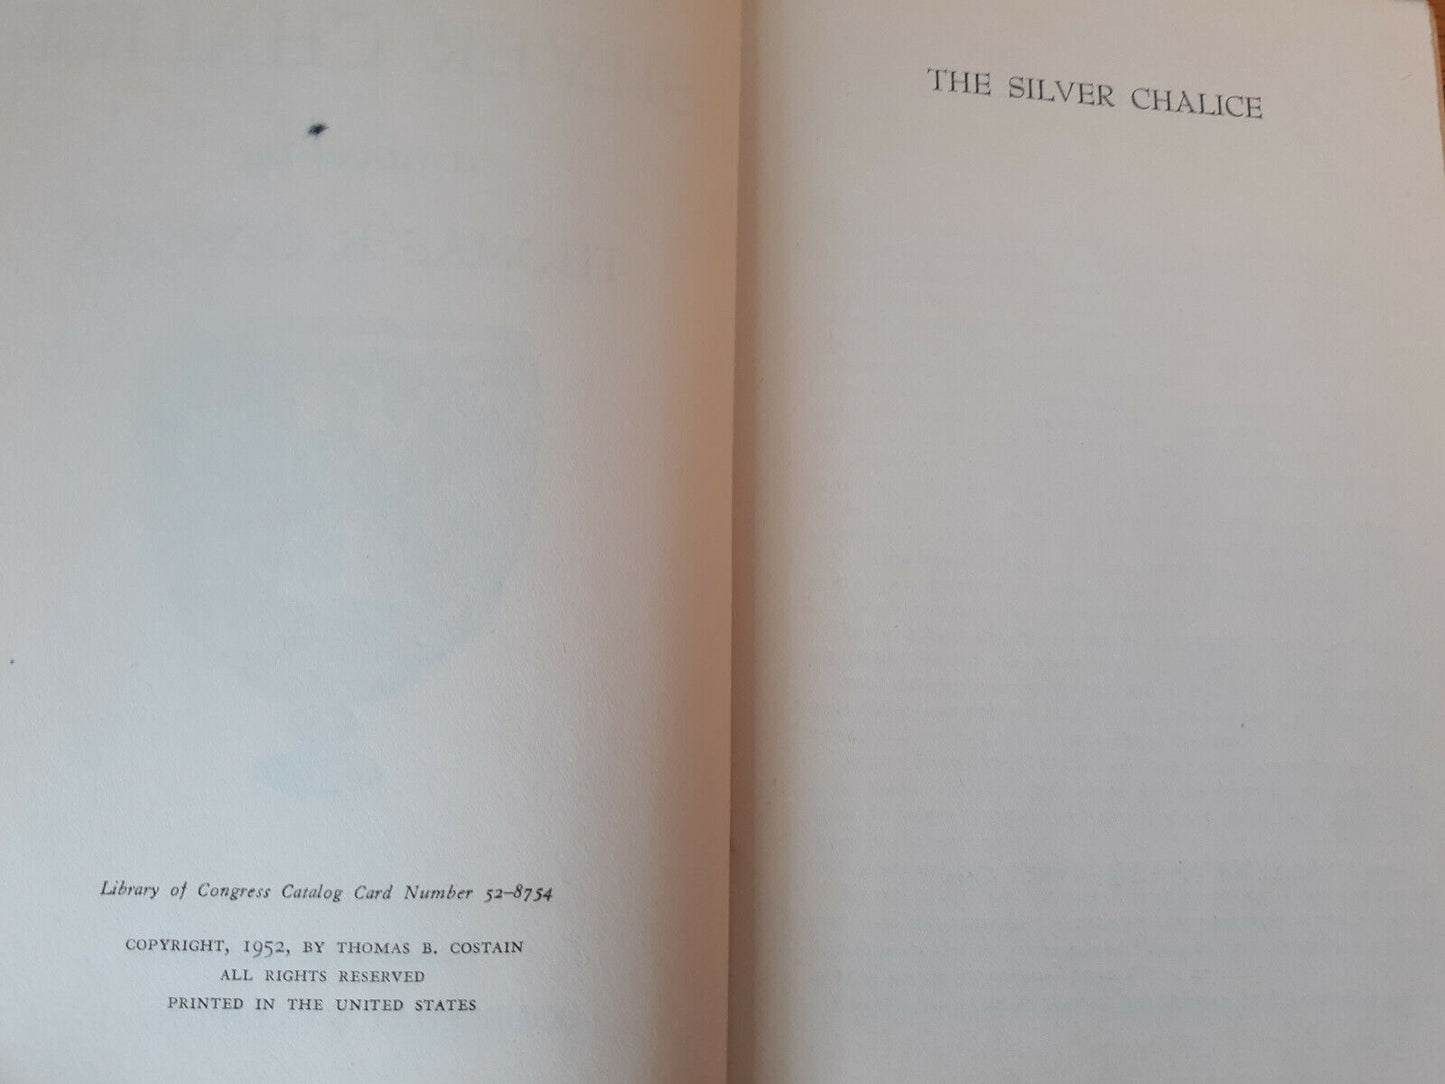 Library of Congress Catalog Card Number 52–8754
COPYRIGHT, 1952, BY THOMAS B. COSTAIN
ALL RIGHTS RESERVED
PRINTED IN THE UNITED STATES
THE SILVER CHALICE